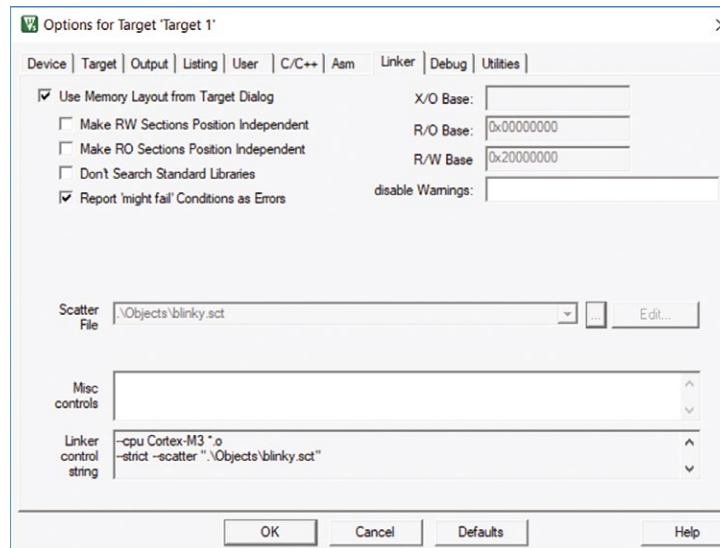 Options for Target 'Target 1'
Device Target Output Listing User C/C++ Asm Linker Debug Utilities
Use Memory Layout from Target Dialog
Make RW Sections Position Independent
Make RO Sections Position Independent
Don't Search Standard Libraries
Report 'might fail' Conditions as Errors
X/O Base:
R/O Base: 0x00000000
R/W Base 0x20000000
disable Warnings:
Scatter
File
.\Objects\blinky.sct
...
Edit...
Misc
controls
Linker
control
string
--cpu Cortex-M3 *.o
--strict --scatter ".\Objects\blinky.sct"
OK Cancel Defaults Help